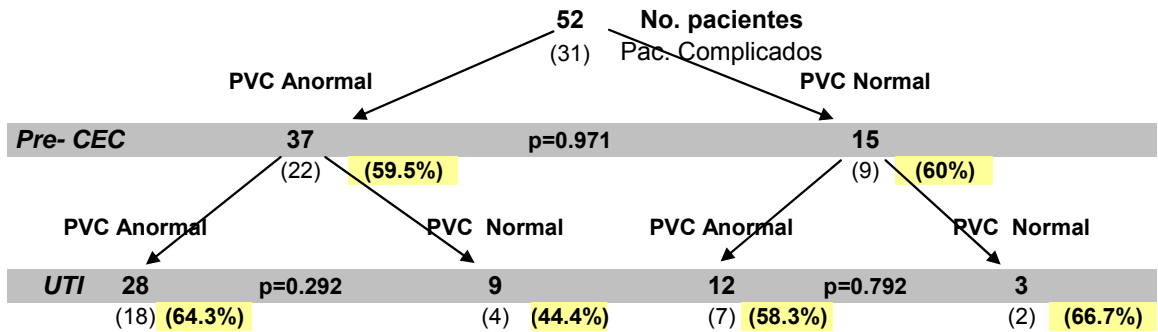 52 No. pacientes
(31) Pac. Complicados
PVC Anormal PVC Normal
Pre- CEC 37 p=0.971 15
(22) (59.5%) (9) (60%)
PVC Anormal PVC Normal PVC Anormal PVC Normal
UTI 28 p=0.292 9 12 p=0.792 3
(18) (64.3%) (4) (44.4%) (7) (58.3%) (2) (66.7%)